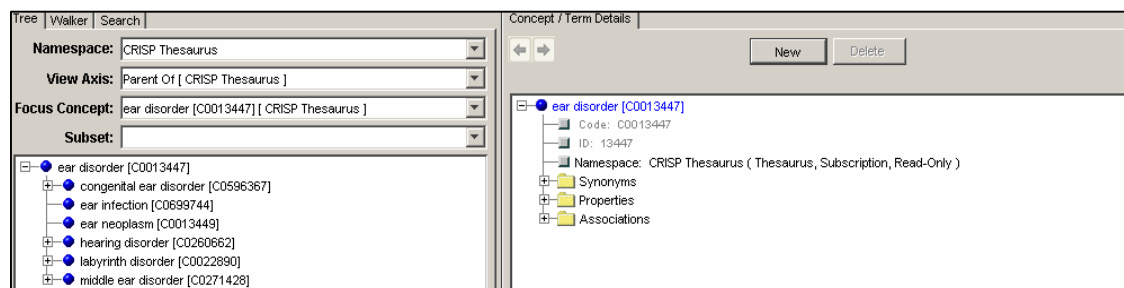 Tree Walker Search
Namespace: CRISP Thesaurus
View Axis: Parent Of [ CRISP Thesaurus ]
Focus Concept: ear disorder [C0013447] [ CRISP Thesaurus ]
Subset:
ear disorder [C0013447]
congenital ear disorder [C0596367]
ear infection [C0699744]
ear neoplasm [C0013449]
hearing disorder [C0260662]
labyrinth disorder [C0022890]
middle ear disorder [C0271428]
Concept / Term Details
New Delete
ear disorder [C0013447]
Code: C0013447
ID: 13447
Namespace: CRISP Thesaurus ( Thesaurus, Subscription, Read-Only )
Synonyms
Properties
Associations